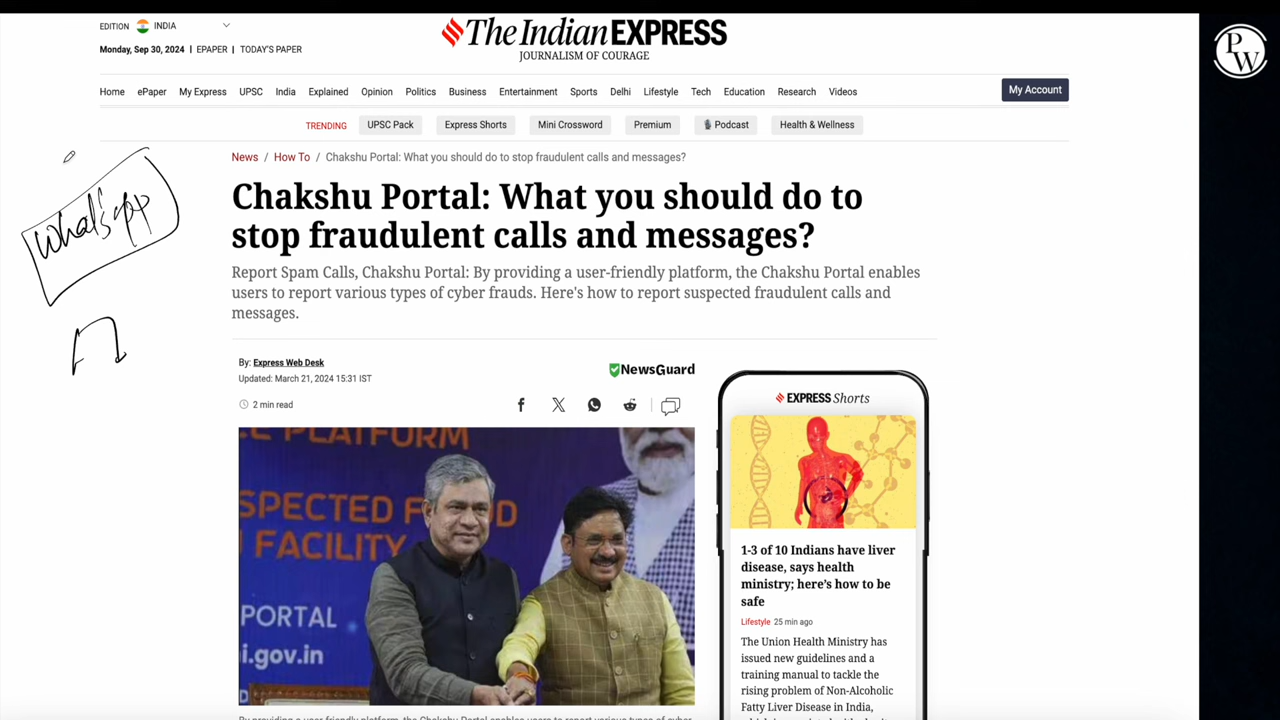 EDITION INDIA
Monday, Sep 30, 2024 | EPAPER | TODAY'S PAPER
The Indian EXPRESS
JOURNALISM OF COURAGE
PW
Home ePaper My Express UPSC India Explained Opinion Politics Business Entertainment Sports Delhi Lifestyle Tech Education Research Videos My Account
TRENDING UPSC Pack Express Shorts Mini Crossword Premium Podcast Health & Wellness
News / How To / Chakshu Portal: What you should do to stop fraudulent calls and messages?
Chakshu Portal: What you should do to
stop fraudulent calls and messages?
Report Spam Calls, Chakshu Portal: By providing a user-friendly platform, the Chakshu Portal enables
users to report various types of cyber frauds. Here's how to report suspected fraudulent calls and
messages.
What's app
By: Express Web Desk
Updated: March 21, 2024 15:31 IST
2 min read
NewsGuard
PLATFORM
SPECTED
FACILITY
PORTAL
i.gov.in
EXPRESS Shorts
1-3 of 10 Indians have liver
disease, says health
ministry; here's how to be
safe
Lifestyle 25 min ago
The Union Health Ministry has
issued new guidelines and a
training manual to tackle the
rising problem of Non-Alcoholic
Fatty Liver Disease in India,